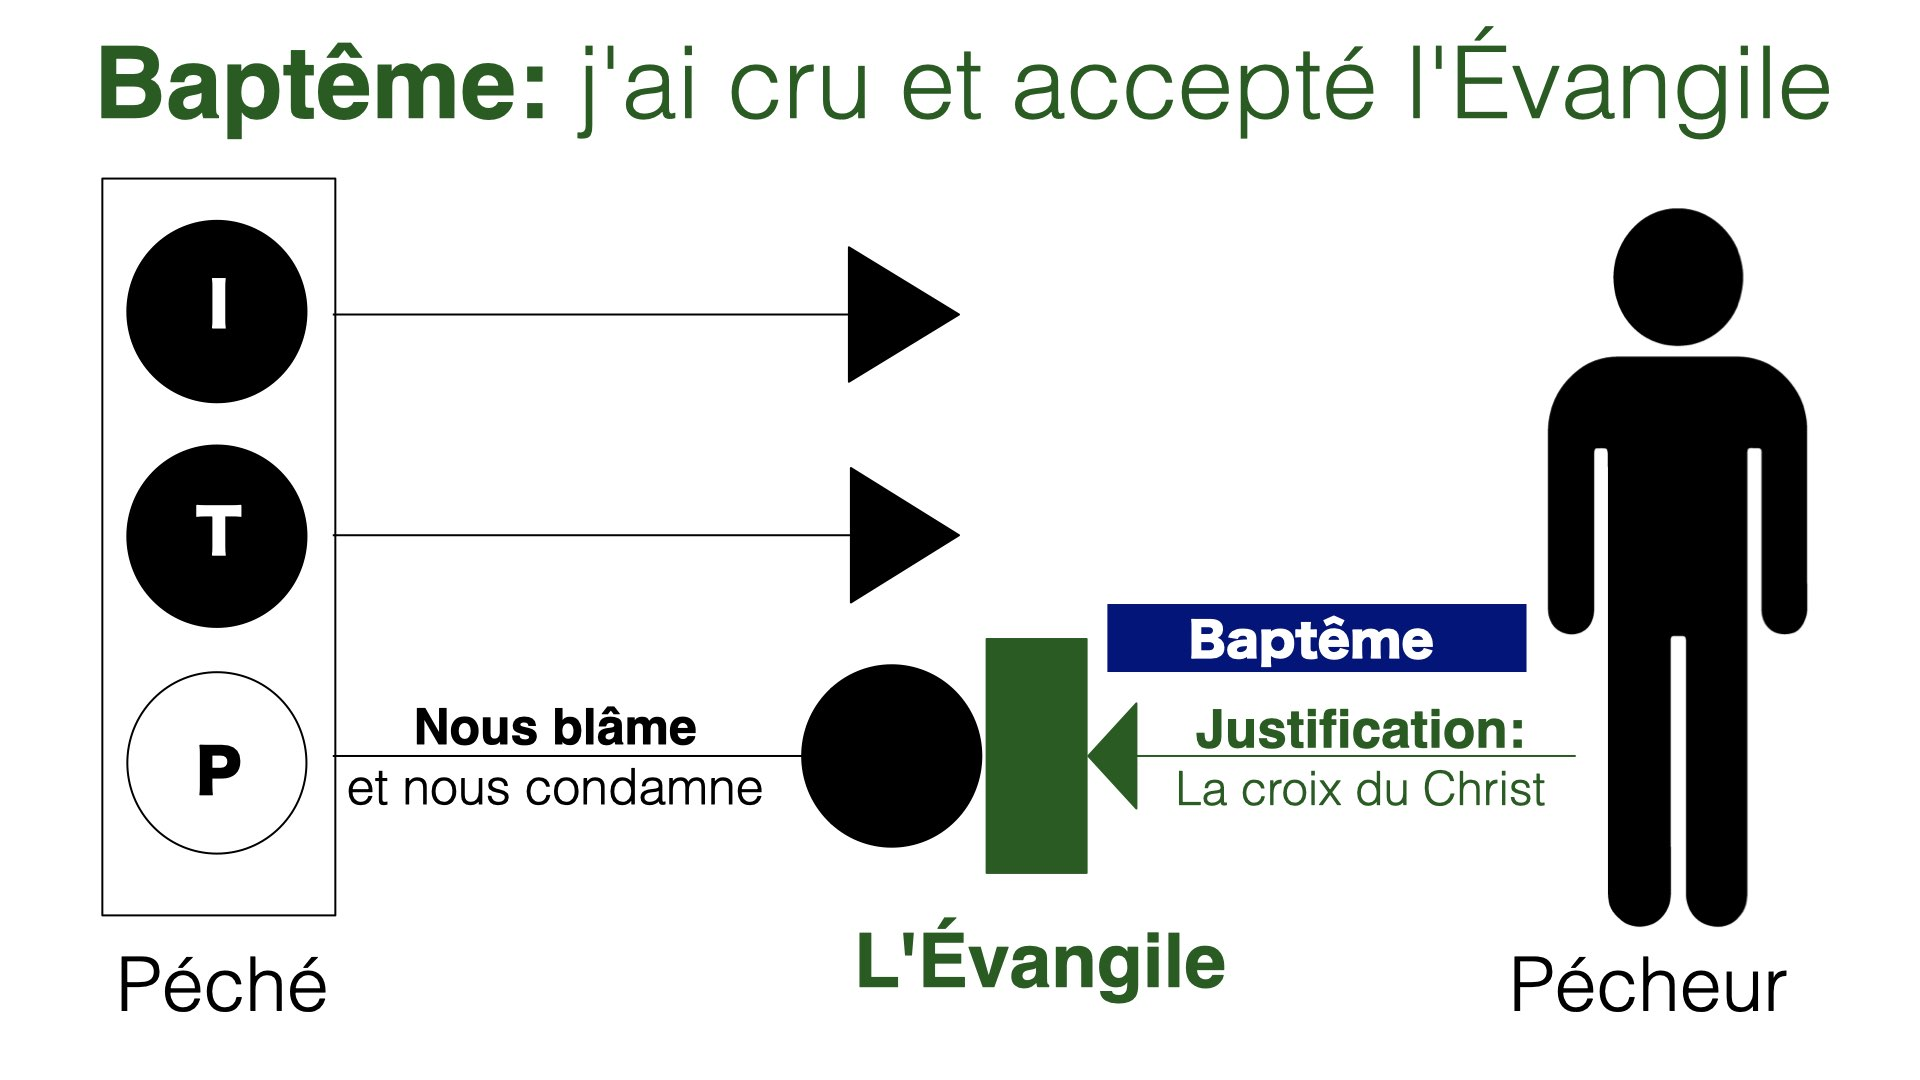 Baptême: j'ai cru et accepté l'Évangile
I
T
Baptême
P
Nous blâme
et nous condamne
Justification:
La croix du Christ
L'Évangile
Péché
Pécheur